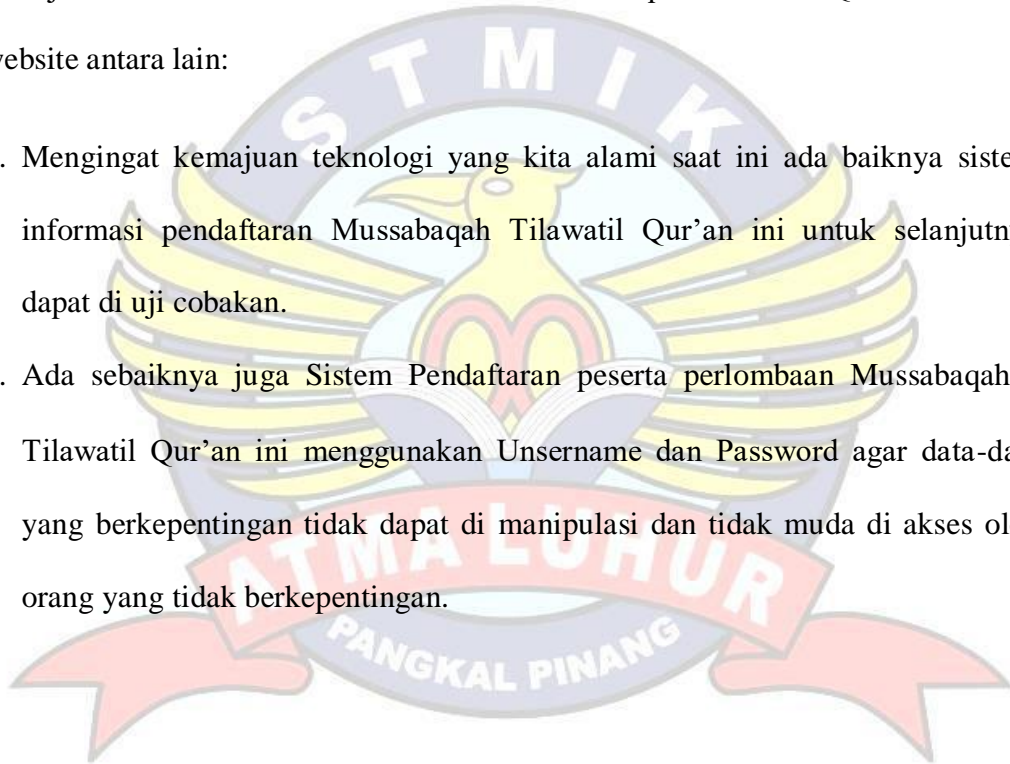 website antara lain:
. Mengingat kemajuan teknologi yang kita alami saat ini ada baiknya siste
informasi pendaftaran Mussabaqah Tilawatil Qur’an ini untuk selanjutn
dapat di uji cobakan.
. Ada sebaiknya juga Sistem Pendaftaran peserta perlombaan Mussabaqah
Tilawatil Qur’an ini menggunakan Unsername dan Password agar data-da
yang berkepentingan tidak dapat di manipulasi dan tidak muda di akses ol
orang yang tidak berkepentingan.
STMIK
ATMA LUHUR
PANGKAL PINANG